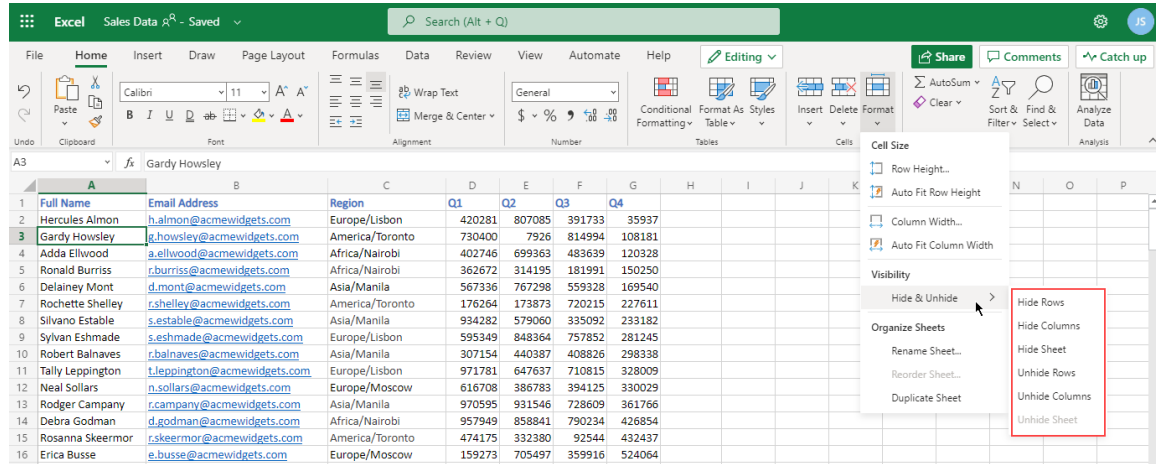 Excel Sales Data - Saved Search (Alt + Q) JS
File Home Insert Draw Page Layout Formulas Data Review View Automate Help Editing Share Comments Catch up
Calibri 11 A A Wrap Text General AutoSum
Paste B I U D ab A Merge & Center $ % 9 Conditional Formatting Format As Table Styles Insert Delete Format Clear Sort & Filter Find & Select Analyze Data
Undo Clipboard Font Alignment Number Tables Cells Analysis
A3 fx Gardy Howsley
A B C D E F G H I J K N O P
1 Full Name Email Address Region Q1 Q2 Q3 Q4
2 Hercules Almon h.almon@acmewidgets.com Europe/Lisbon 420281 807085 391733 35937
3 Gardy Howsley g.howsley@acmewidgets.com America/Toronto 730400 7926 814994 108181
4 Adda Ellwood a.ellwood@acmewidgets.com Africa/Nairobi 402746 699363 483639 120328
5 Ronald Burriss r.burriss@acmewidgets.com Africa/Nairobi 362672 314195 181991 150250
6 Delainey Mont d.mont@acmewidgets.com Asia/Manila 567336 767298 559328 169540
7 Rochette Shelley r.shelley@acmewidgets.com America/Toronto 176264 173873 720215 227611
8 Silvano Estable s.estable@acmewidgets.com Asia/Manila 934282 579060 335092 233182
9 Sylvan Eshmade s.eshmade@acmewidgets.com Europe/Lisbon 595349 848364 757852 281245
10 Robert Balnaves r.balnaves@acmewidgets.com Asia/Manila 307154 440387 408826 298338
11 Tally Leppington t.leppington@acmewidgets.com Europe/Lisbon 971781 647637 710815 328009
12 Neal Sollars n.sollars@acmewidgets.com Europe/Moscow 616708 386783 394125 330029
13 Rodger Campany r.campany@acmewidgets.com Asia/Manila 970595 931546 728609 361766
14 Debra Godman d.godman@acmewidgets.com Africa/Nairobi 957949 858841 790234 426854
15 Rosanna Skeermor r.skeermor@acmewidgets.com America/Toronto 474175 332380 92544 432437
16 Erica Busse e.busse@acmewidgets.com Europe/Moscow 159273 705497 359916 524064
Cell Size
Row Height...
Auto Fit Row Height
Column Width...
Auto Fit Column Width
Visibility
Hide & Unhide
Organize Sheets
Rename Sheet...
Reorder Sheet...
Duplicate Sheet
Hide Rows
Hide Columns
Hide Sheet
Unhide Rows
Unhide Columns
Unhide Sheet